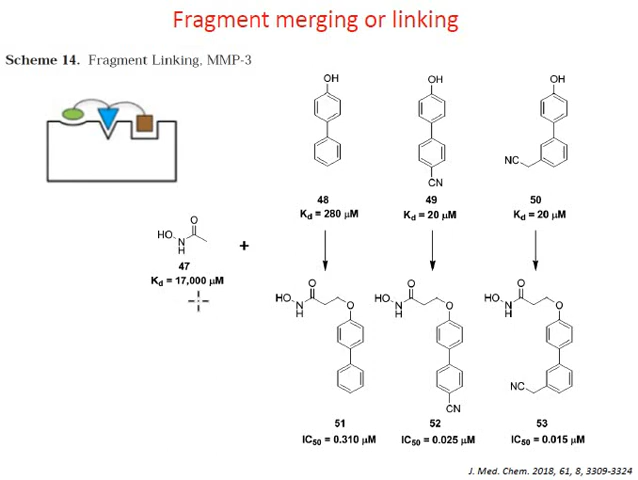 Fragment merging or linking
Scheme 14. Fragment Linking, MMP-3
OH
OH
OH
NC
CN
48
49
50
Kd = 280 μM
Kd = 20 μM
Kd = 20 μM
O
HO
N
H
47
Kd = 17,000 μM
+
O
HO
N
H
O
O
HO
N
H
O
O
HO
N
H
O
NC
CN
51
52
53
IC50 = 0.310 μM
IC50 = 0.025 μM
IC50 = 0.015 μM
J. Med. Chem. 2018, 61, 8, 3309-3324